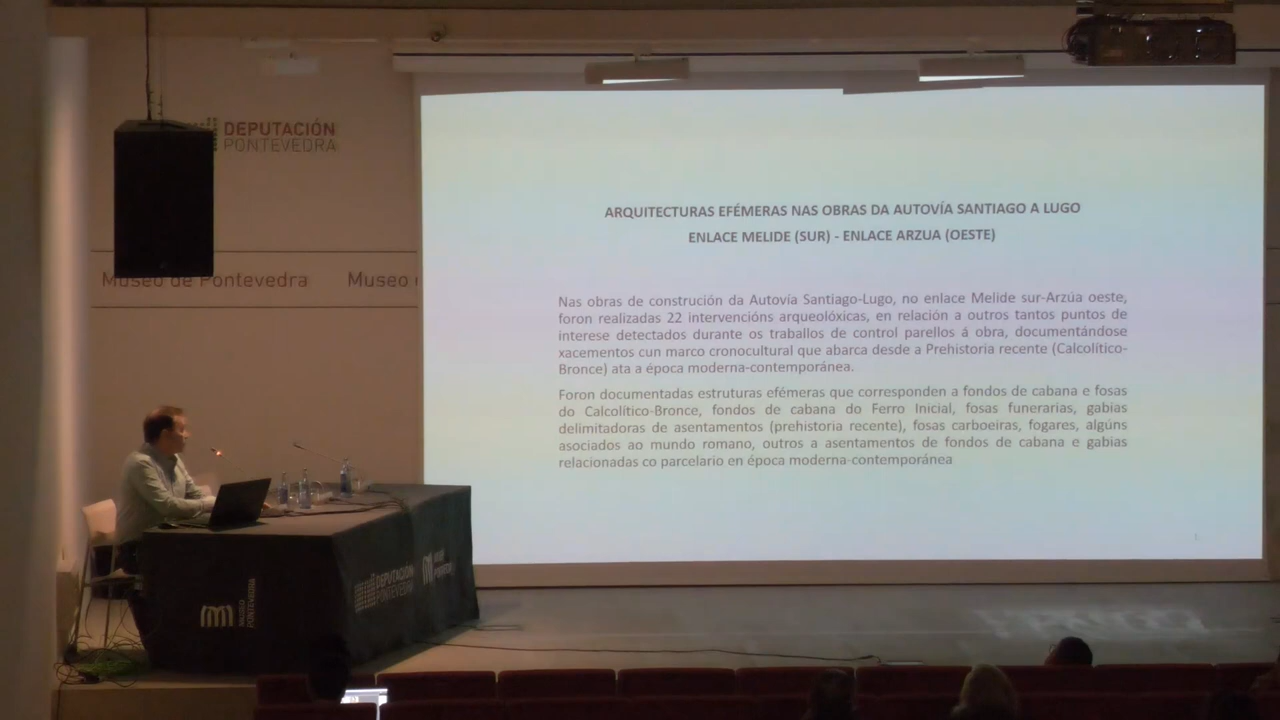 DEPUTACIÓN
PONTEVEDRA
Museo de Pontevedra Museo
ARQUITECTURAS EFÉMERAS NAS OBRAS DA AUTOVÍA SANTIAGO A LUGO
ENLACE MELIDE (SUR) - ENLACE ARZUA (OESTE)
Nas obras de construción da Autovía Santiago-Lugo, no enlace Melide sur-Arzúa oeste,
foron realizadas 22 intervencións arqueolóxicas, en relación a outros tantos puntos de
interese detectados durante os traballos de control parellos á obra, documentándose
xacementos cun marco cronocultural que abarca desde a Prehistoria recente (Calcolítico-
Bronce) ata a época moderna-contemporánea.
Foron documentadas estruturas efémeras que corresponden a fondos de cabana e fosas
do Calcolítico-Bronce, fondos de cabana do Ferro Inicial, fosas funerarias, gabias
delimitadoras de asentamentos (prehistoria recente), fosas carboeiras, fogares, algúns
asociados ao mundo romano, outros a asentamentos de fondos de cabana e gabias
relacionadas co parcelario en época moderna-contemporánea
MUSEO
PONTEVEDRA
DEPUTACIÓN
PONTEVEDRA